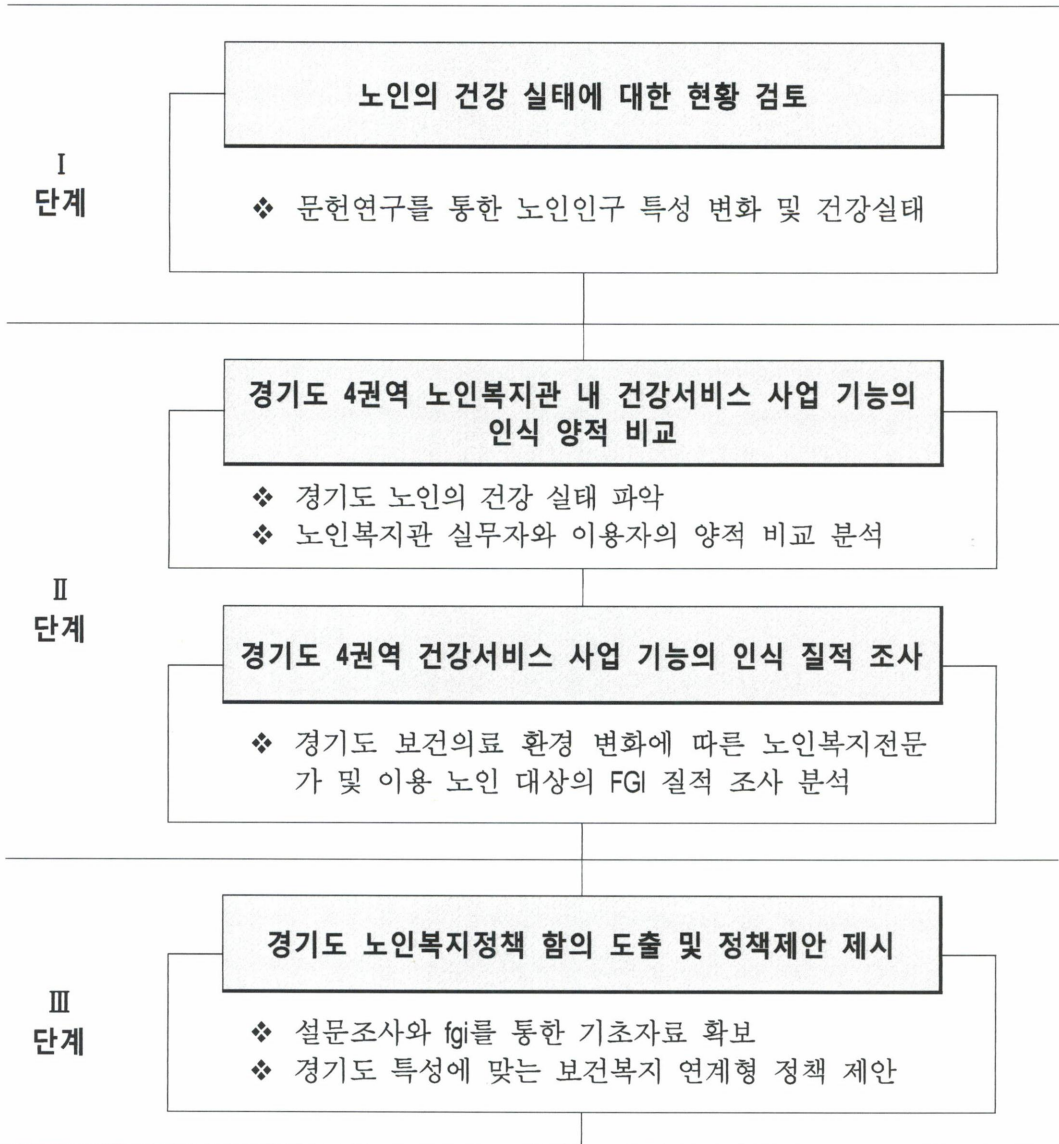 노인의 건강 실태에 대한 현황 검토
Ⅰ
단계
❖ 문헌연구를 통한 노인인구 특성 변화 및 건강실태
경기도 4권역 노인복지관 내 건강서비스 사업 기능의
인식 양적 비교
❖ 경기도 노인의 건강 실태 파악
❖ 노인복지관 실무자와 이용자의 양적 비교 분석
Ⅱ
단계
경기도 4권역 건강서비스 사업 기능의 인식 질적 조사
❖ 경기도 보건의료 환경 변화에 따른 노인복지전문
가 및 이용 노인 대상의 FGI 질적 조사 분석
경기도 노인복지정책 함의 도출 및 정책제안 제시
Ⅲ
단계
❖ 설문조사와 fgi를 통한 기초자료 확보
❖ 경기도 특성에 맞는 보건복지 연계형 정책 제안